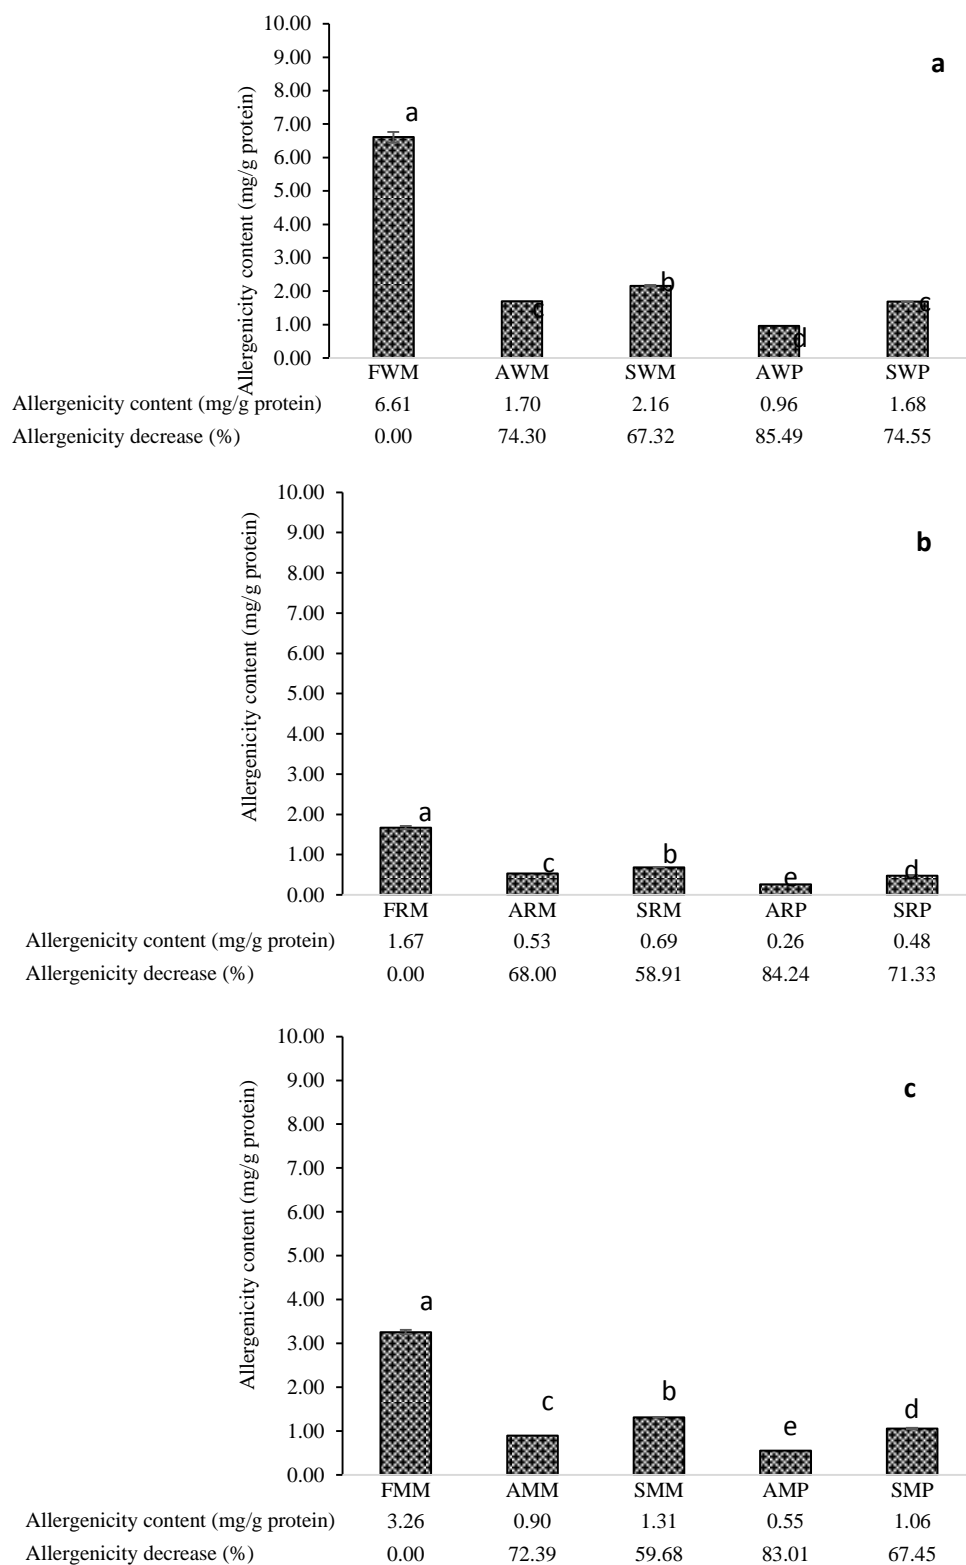 10.00
a
9.00
8.00
7.00
a
6.00
5.00
4.00
3.00
b
2.00
c
c
1.00
d
0.00
Allergenicity content (mg/g protein)
FWM AWM SWM AWP SWP
Allergenicity content (mg/g protein) 6.61 1.70 2.16 0.96 1.68
Allergenicity decrease (%) 0.00 74.30 67.32 85.49 74.55
10.00
b
9.00
8.00
7.00
6.00
5.00
4.00
3.00
2.00
a
1.00
c b e d
0.00
Allergenicity content (mg/g protein)
FRM ARM SRM ARP SRP
Allergenicity content (mg/g protein) 1.67 0.53 0.69 0.26 0.48
Allergenicity decrease (%) 0.00 68.00 58.91 84.24 71.33
10.00
9.00
c
8.00
7.00
6.00
5.00
4.00
a
3.00
2.00
c b e d
1.00
0.00
Allergenicity content (mg/g protein)
FMM AMM SMM AMP SMP
Allergenicity content (mg/g protein) 3.26 0.90 1.31 0.55 1.06
Allergenicity decrease (%) 0.00 72.39 59.68 83.01 67.45